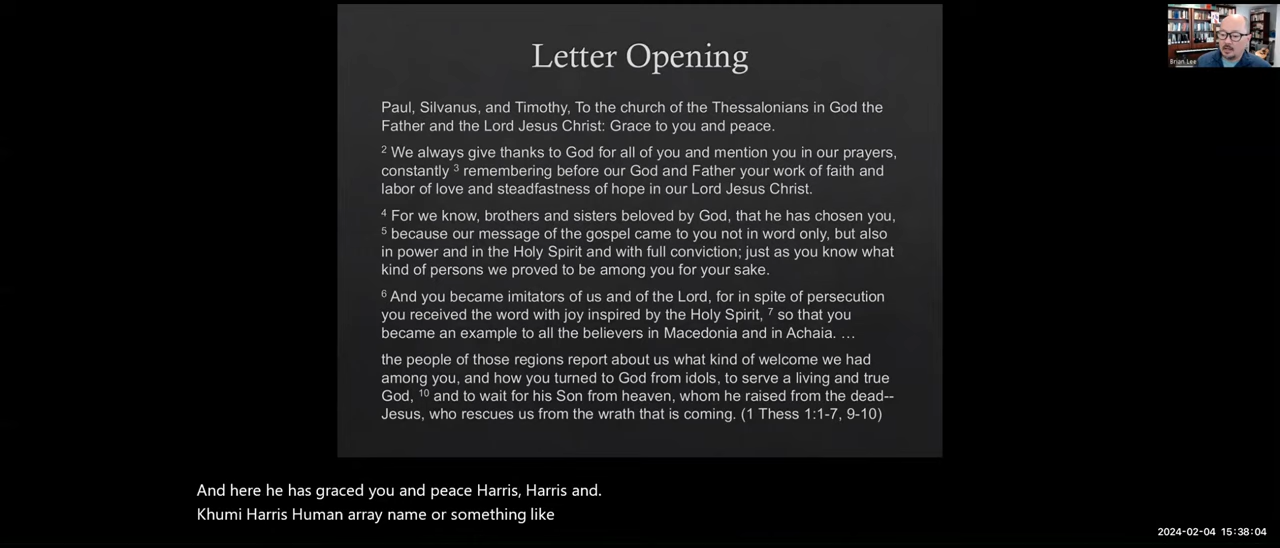 Letter Opening
Paul, Silvanus, and Timothy, To the church of the Thessalonians in God the
Father and the Lord Jesus Christ: Grace to you and peace.
2 We always give thanks to God for all of you and mention you in our prayers,
constantly 3 remembering before our God and Father your work of faith and
labor of love and steadfastness of hope in our Lord Jesus Christ.
4 For we know, brothers and sisters beloved by God, that he has chosen you,
5 because our message of the gospel came to you not in word only, but also
in power and in the Holy Spirit and with full conviction; just as you know what
kind of persons we proved to be among you for your sake.
6 And you became imitators of us and of the Lord, for in spite of persecution
you received the word with joy inspired by the Holy Spirit, 7 so that you
became an example to all the believers in Macedonia and in Achaia. …
the people of those regions report about us what kind of welcome we had
among you, and how you turned to God from idols, to serve a living and true
God, 10 and to wait for his Son from heaven, whom he raised from the dead--
Jesus, who rescues us from the wrath that is coming. (1 Thess 1:1-7, 9-10)
Brian Lee
And here he has graced you and peace Harris, Harris and.
Khumi Harris Human array name or something like
2024-02-04 15:38:04